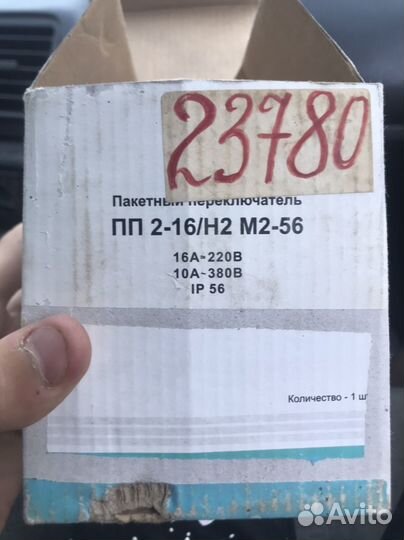 23780
Пакетный переключатель
ПП 2-16/Н2 М2-56
16А~220В
10А~380В
IP 56
Количество - 1 шт
Avito